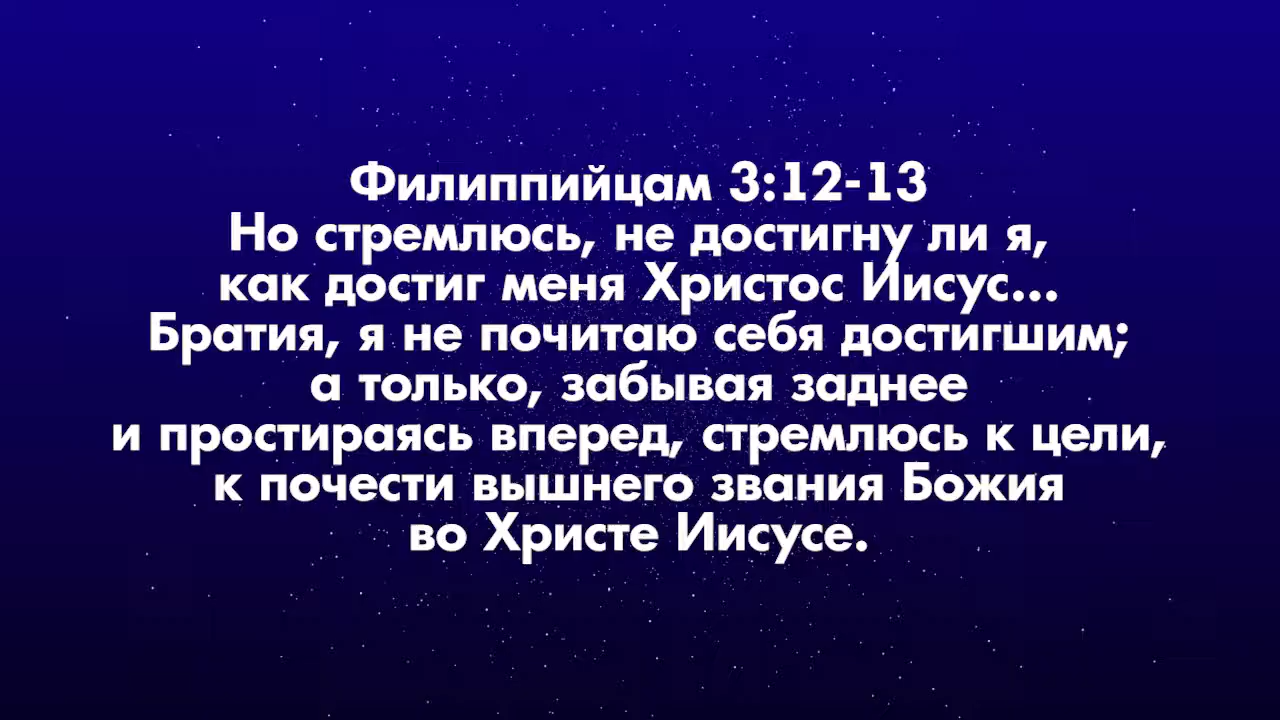 Филиппийцам 3:12-13
Но стремлюсь, не достигну ли я,
как достиг меня Христос Иисус...
Братия, я не почитаю себя достигшим;
а только, забывая заднее
и простираясь вперед, стремлюсь к цели,
к почести вышнего звания Божия
во Христе Иисусе.